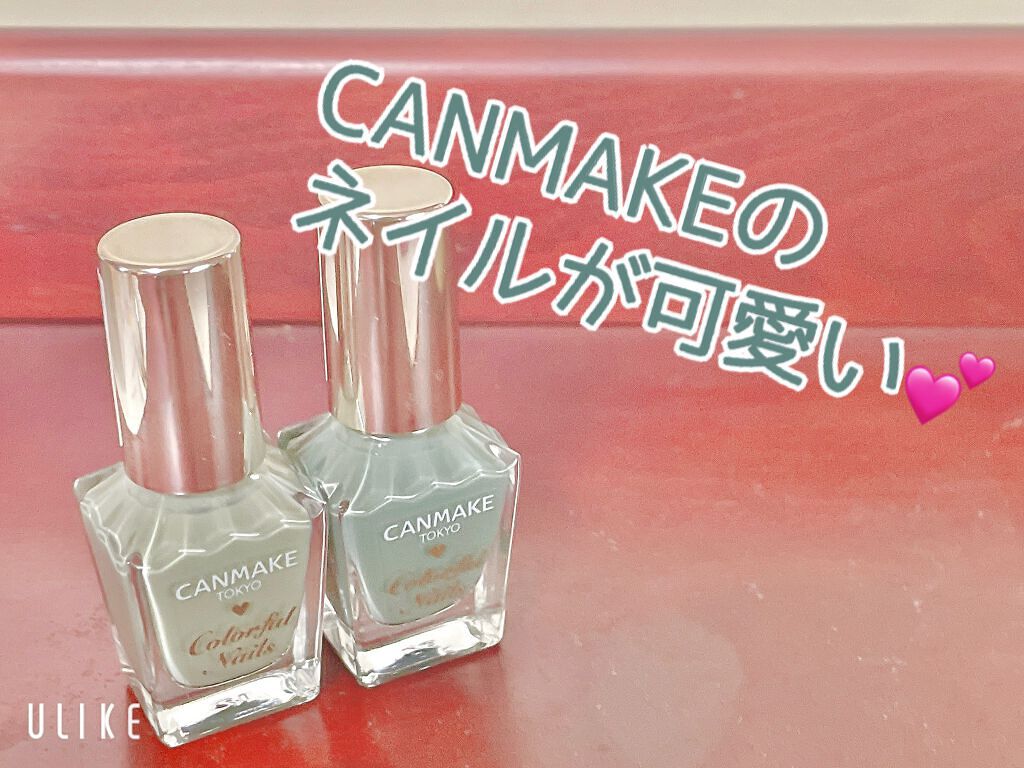 CANMAKEの
ネイルが可愛い💕
CANMAKE
TOKYO
Colorful
Nails
CANMAKE
TOKYO
Colorful
Nails
ULIKE